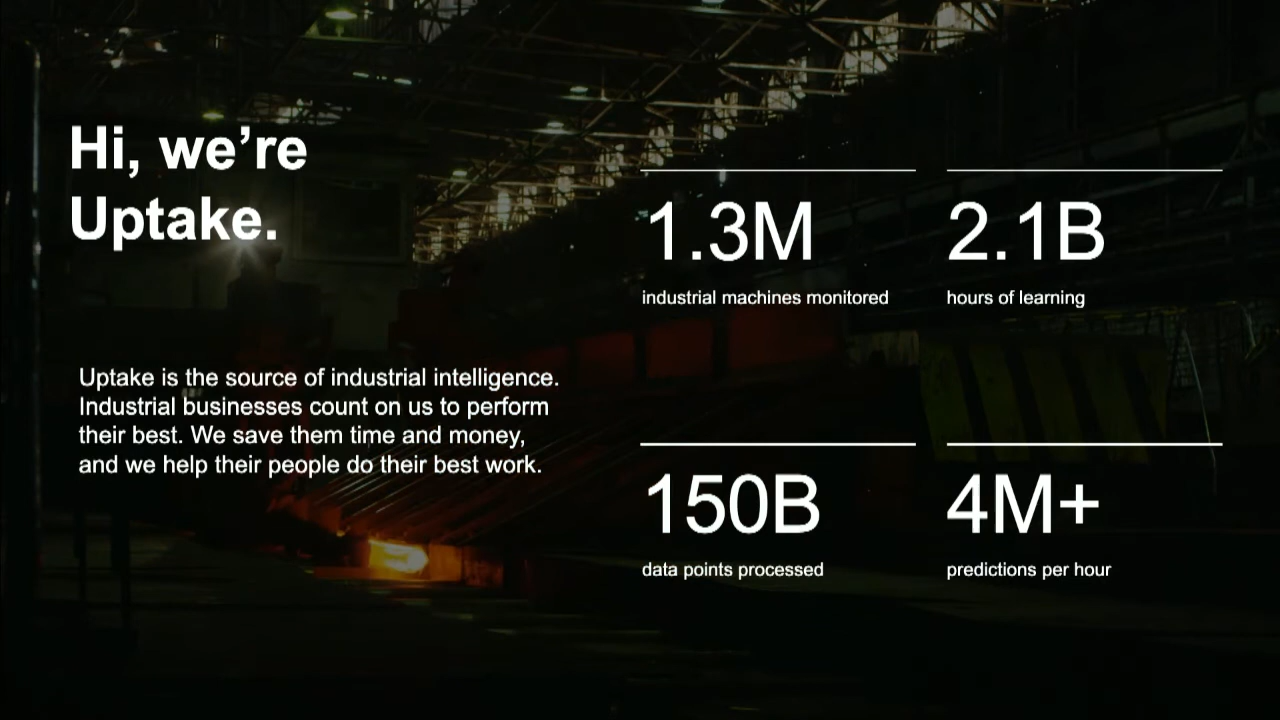 Hi, we’re
Uptake.
Uptake is the source of industrial intelligence.
Industrial businesses count on us to perform
their best. We save them time and money,
and we help their people do their best work.
1.3M
industrial machines monitored
2.1B
hours of learning
150B
data points processed
4M+
predictions per hour